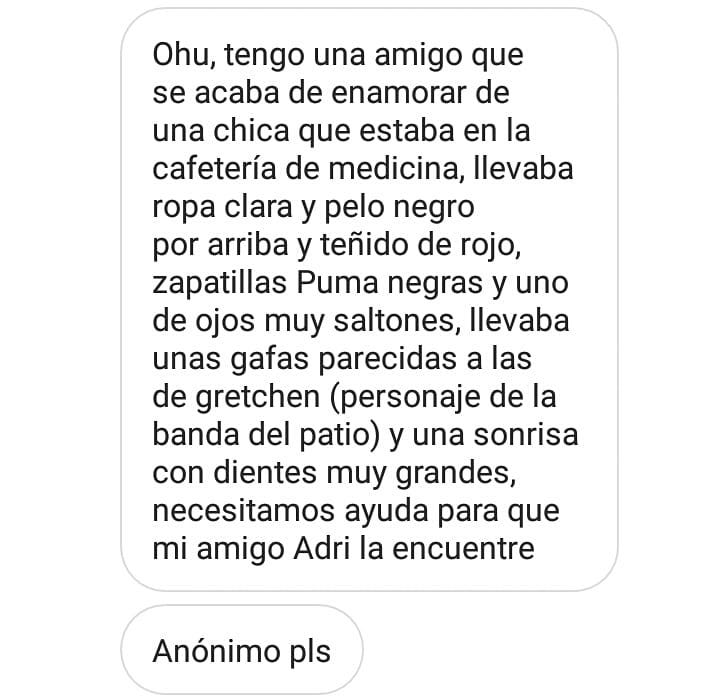 Ohu, tengo una amigo que
se acaba de enamorar de
una chica que estaba en la
cafetería de medicina, llevaba
ropa clara y pelo negro
por arriba y teñido de rojo,
zapatillas Puma negras y uno
de ojos muy saltones, llevaba
unas gafas parecidas a las
de gretchen (personaje de la
banda del patio) y una sonrisa
con dientes muy grandes,
necesitamos ayuda para que
mi amigo Adri la encuentre
Anónimo pls